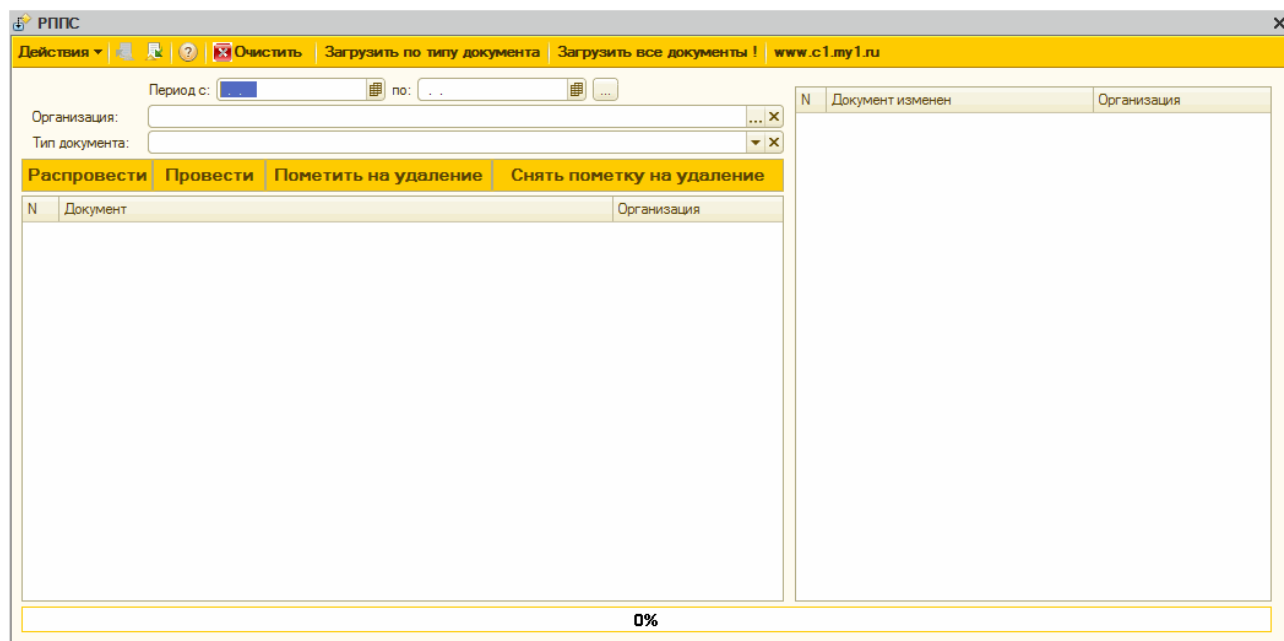 РППС
Действия Очистить Загрузить по типу документа Загрузить все документы ! www.c1.my1.ru
Период с: . . по: . . ...
Организация: ...
Тип документа:
Распровести Провести Пометить на удаление Снять пометку на удаление
N Документ Организация
N Документ изменен Организация
0%